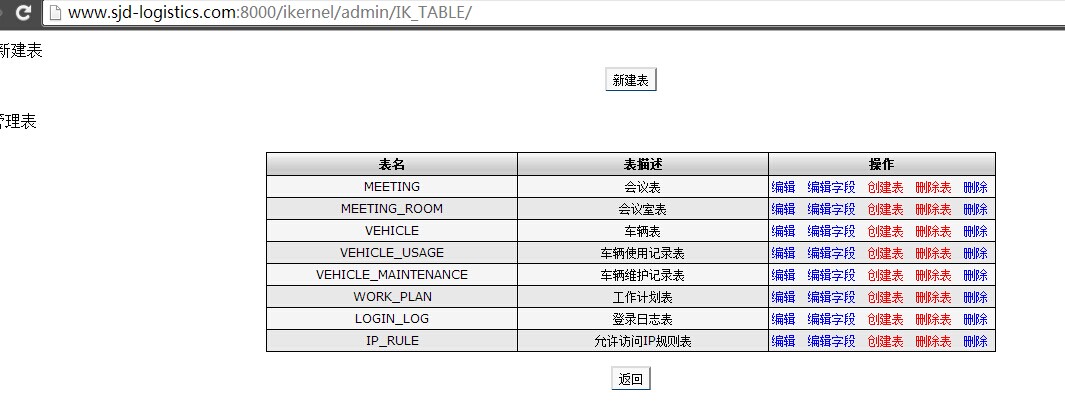 www.sjd-logistics.com:8000/ikernel/admin/IK_TABLE/
新建表
新建表
管理表
表名 表描述 操作
MEETING 会议表 编辑 编辑字段 创建表 删除表 删除
MEETING_ROOM 会议室表 编辑 编辑字段 创建表 删除表 删除
VEHICLE 车辆表 编辑 编辑字段 创建表 删除表 删除
VEHICLE_USAGE 车辆使用记录表 编辑 编辑字段 创建表 删除表 删除
VEHICLE_MAINTENANCE 车辆维护记录表 编辑 编辑字段 创建表 删除表 删除
WORK_PLAN 工作计划表 编辑 编辑字段 创建表 删除表 删除
LOGIN_LOG 登录日志表 编辑 编辑字段 创建表 删除表 删除
IP_RULE 允许访问IP规则表 编辑 编辑字段 创建表 删除表 删除
返回